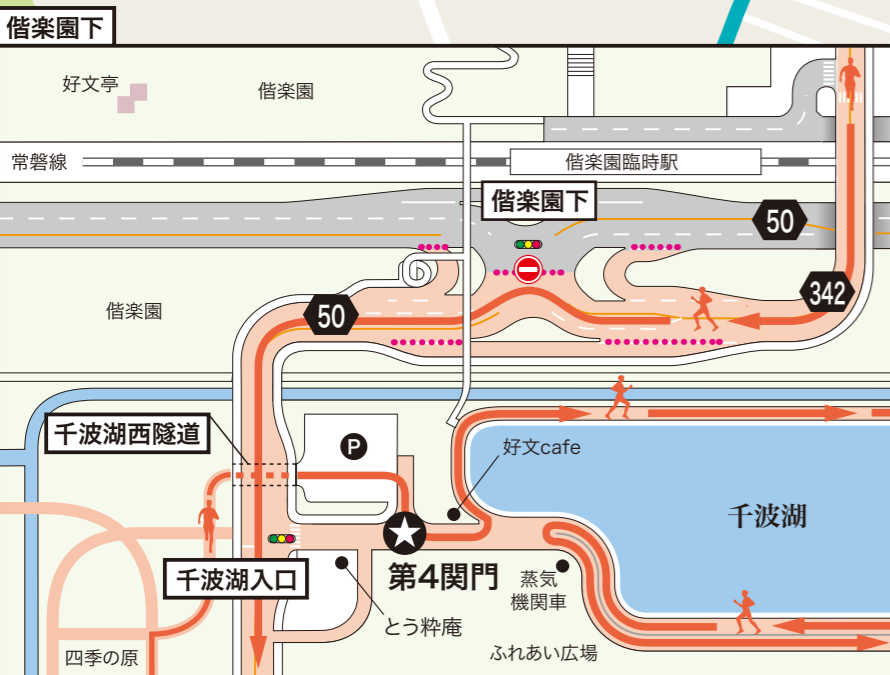 偕楽園下
好文亭
偕楽園
常磐線
偕楽園臨時駅
偕楽園下
50
342
偕楽園
50
千波湖西隧道
P
好文cafe
千波湖
千波湖入口
第4関門
蒸気
機関車
とう粋庵
四季の原
ふれあい広場